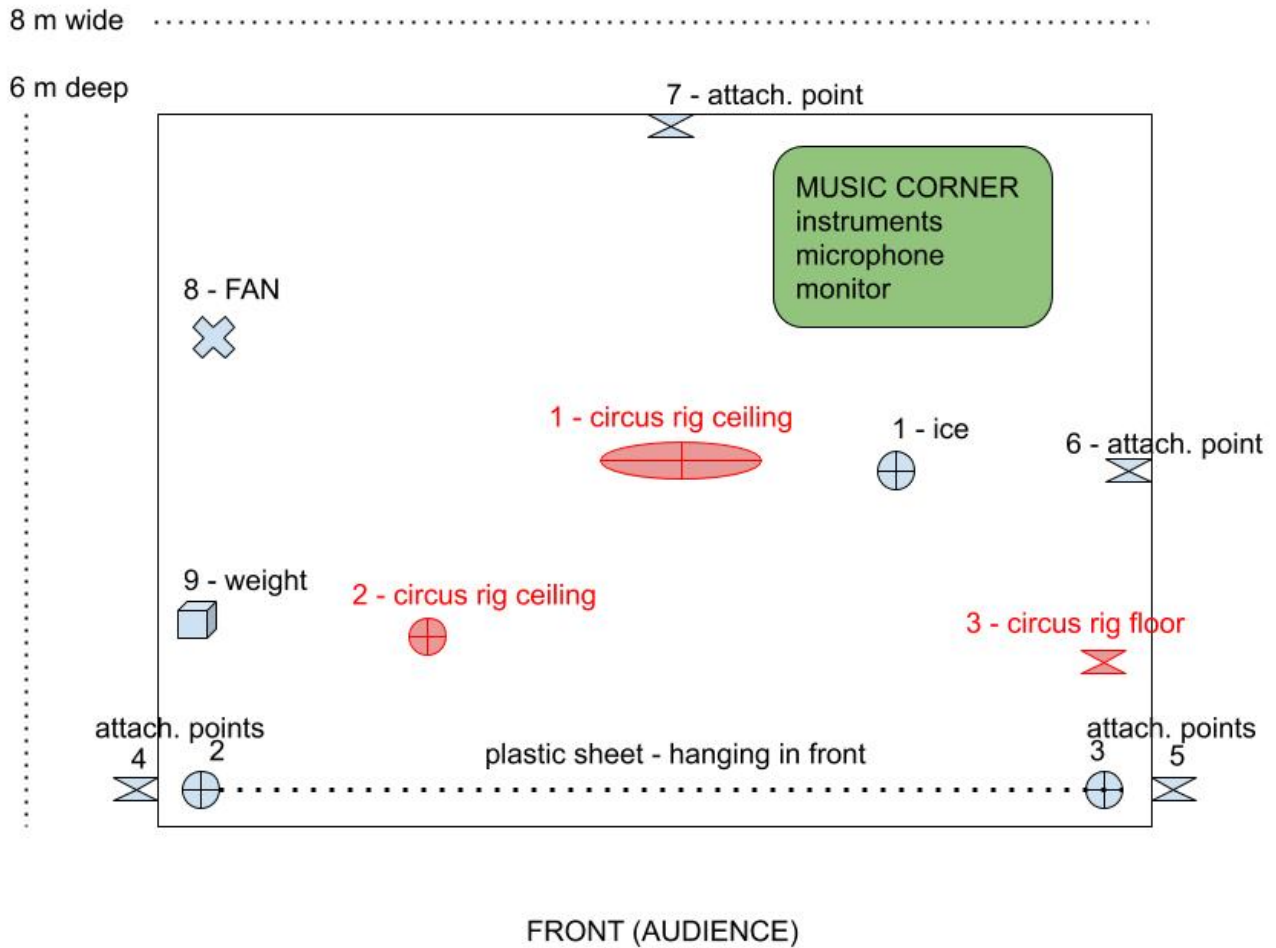 8 m wide
6 m deep
7 - attach. point
MUSIC CORNER
instruments
microphone
monitor
8 - FAN
1 - circus rig ceiling
1 - ice
6 - attach. point
9 - weight
2 - circus rig ceiling
3 - circus rig floor
attach. points
4
2
plastic sheet - hanging in front
attach. points
3
5
FRONT (AUDIENCE)